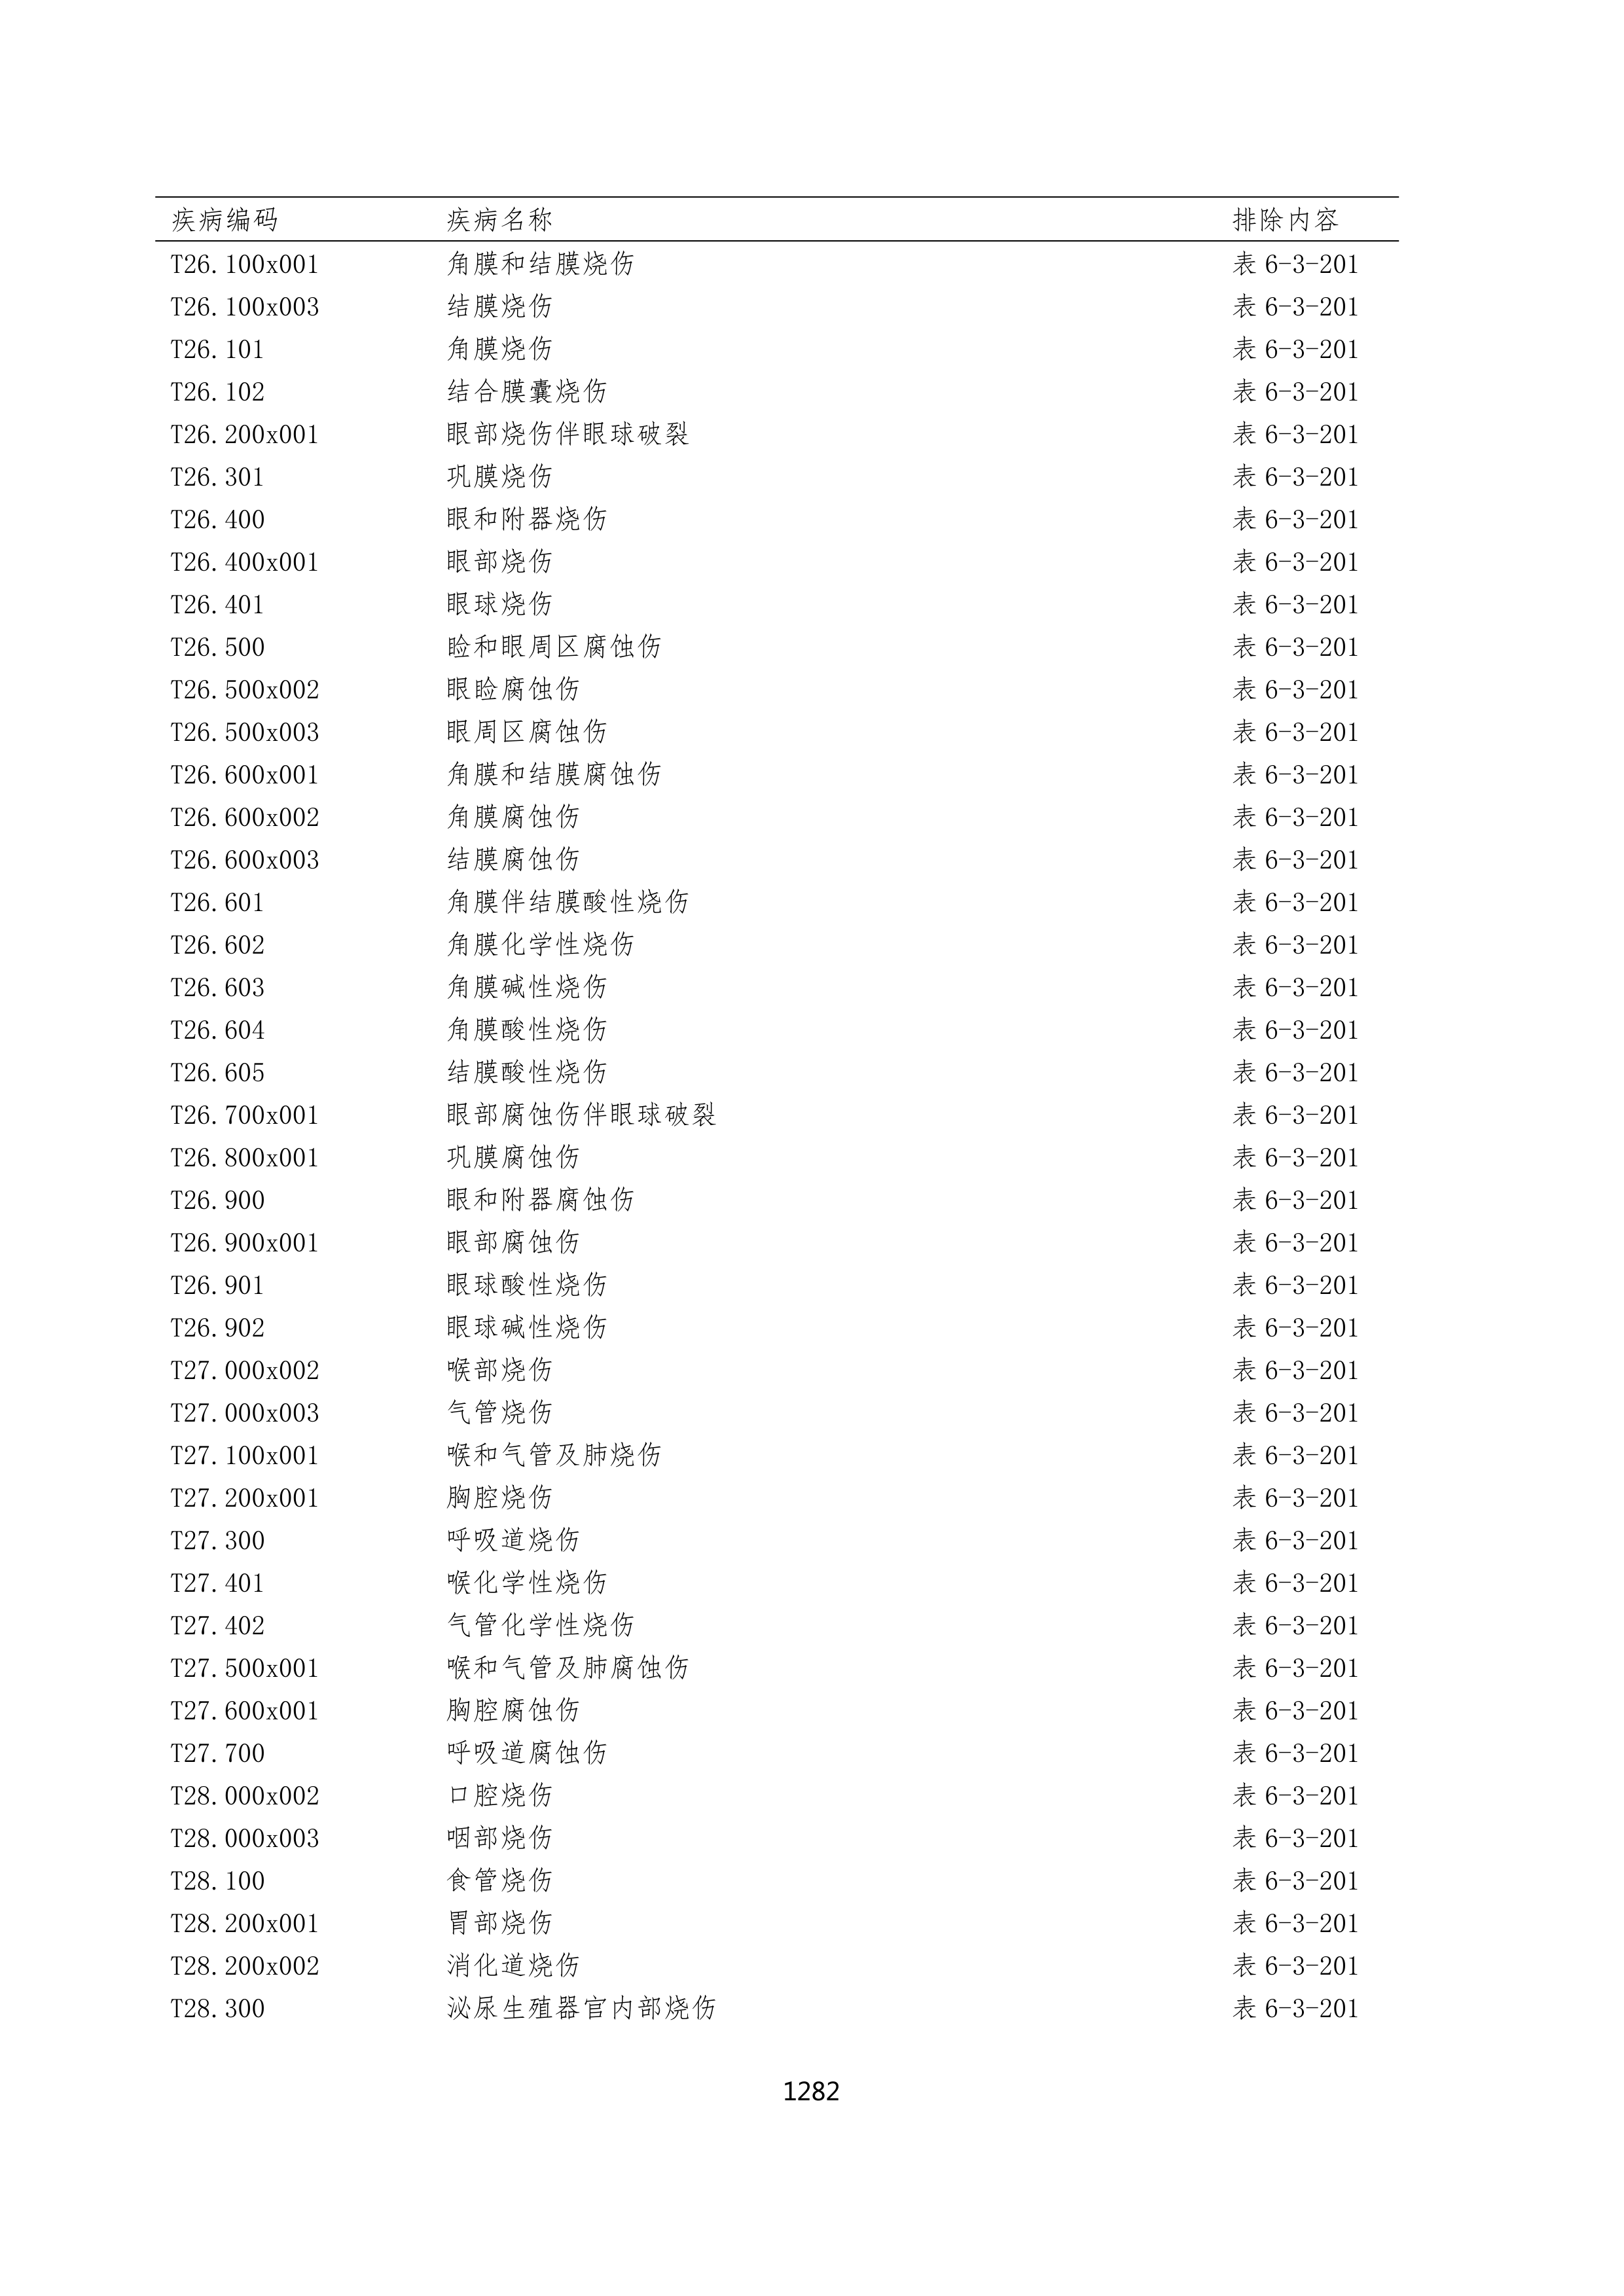 疾病编码 疾病名称 排除内容
T26.100x001 角膜和结膜烧伤 表 6-3-201
T26.100x003 结膜烧伤 表 6-3-201
T26.101 角膜烧伤 表 6-3-201
T26.102 结合膜囊烧伤 表 6-3-201
T26.200x001 眼部烧伤伴眼球破裂 表 6-3-201
T26.301 巩膜烧伤 表 6-3-201
T26.400 眼和附器烧伤 表 6-3-201
T26.400x001 眼部烧伤 表 6-3-201
T26.401 眼球烧伤 表 6-3-201
T26.500 睑和眼周区腐蚀伤 表 6-3-201
T26.500x002 眼睑腐蚀伤 表 6-3-201
T26.500x003 眼周区腐蚀伤 表 6-3-201
T26.600x001 角膜和结膜腐蚀伤 表 6-3-201
T26.600x002 角膜腐蚀伤 表 6-3-201
T26.600x003 结膜腐蚀伤 表 6-3-201
T26.601 角膜伴结膜酸性烧伤 表 6-3-201
T26.602 角膜化学性烧伤 表 6-3-201
T26.603 角膜碱性烧伤 表 6-3-201
T26.604 角膜酸性烧伤 表 6-3-201
T26.605 结膜酸性烧伤 表 6-3-201
T26.700x001 眼部腐蚀伤伴眼球破裂 表 6-3-201
T26.800x001 巩膜腐蚀伤 表 6-3-201
T26.900 眼和附器腐蚀伤 表 6-3-201
T26.900x001 眼部腐蚀伤 表 6-3-201
T26.901 眼球酸性烧伤 表 6-3-201
T26.902 眼球碱性烧伤 表 6-3-201
T27.000x002 喉部烧伤 表 6-3-201
T27.000x003 气管烧伤 表 6-3-201
T27.100x001 喉和气管及肺烧伤 表 6-3-201
T27.200x001 胸腔烧伤 表 6-3-201
T27.300 呼吸道烧伤 表 6-3-201
T27.401 喉化学性烧伤 表 6-3-201
T27.402 气管化学性烧伤 表 6-3-201
T27.500x001 喉和气管及肺腐蚀伤 表 6-3-201
T27.600x001 胸腔腐蚀伤 表 6-3-201
T27.700 呼吸道腐蚀伤 表 6-3-201
T28.000x002 口腔烧伤 表 6-3-201
T28.000x003 咽部烧伤 表 6-3-201
T28.100 食管烧伤 表 6-3-201
T28.200x001 胃部烧伤 表 6-3-201
T28.200x002 消化道烧伤 表 6-3-201
T28.300 泌尿生殖器官内部烧伤 表 6-3-201
1282